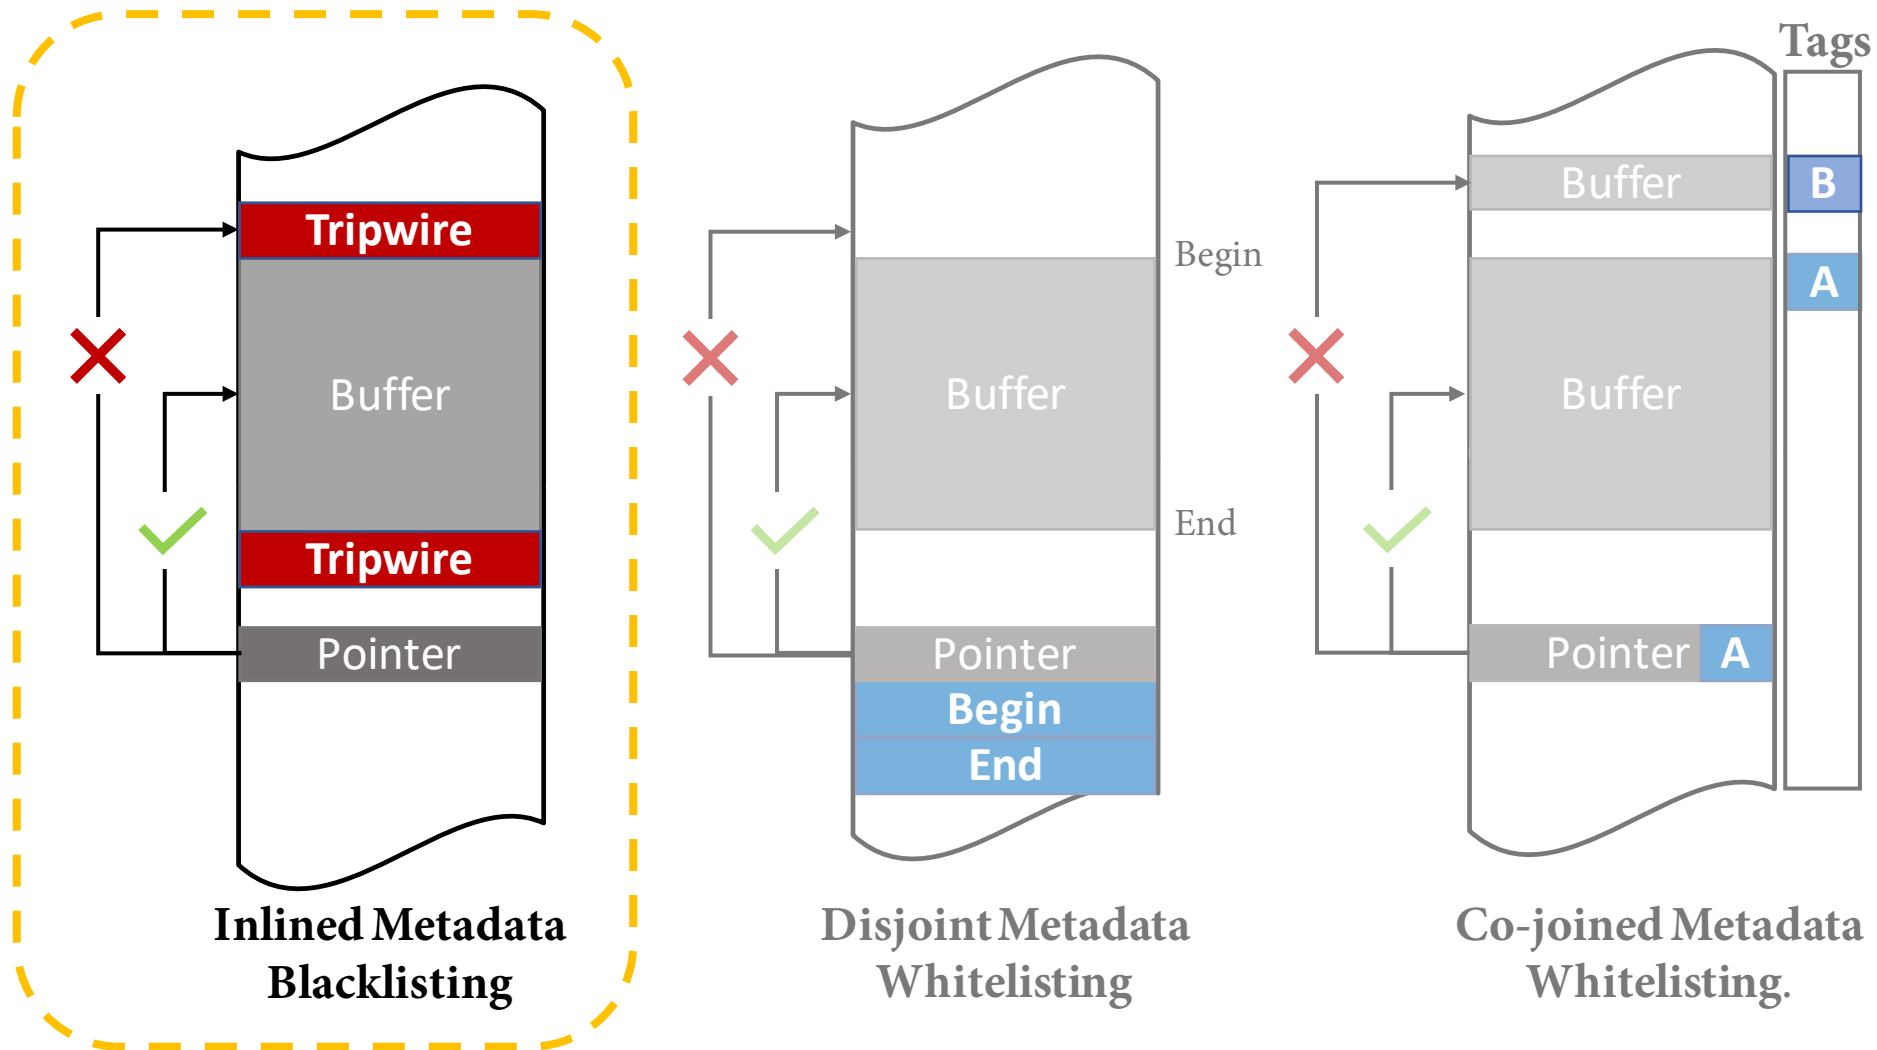 Tripwire
Buffer
Tripwire
Pointer
Inlined Metadata
Blacklisting
Begin
Buffer
End
Pointer
Begin
End
Disjoint Metadata
Whitelisting
Tags
Buffer
B
A
Buffer
Pointer
A
Co-joined Metadata
Whitelisting.